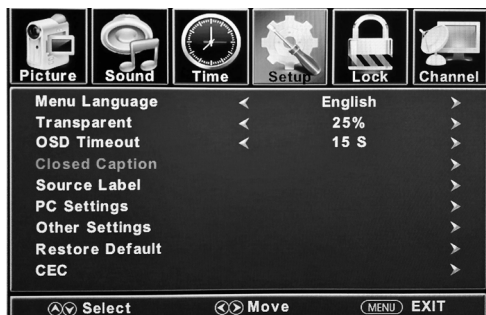 Picture Sound Time Setup Lock Channel
Menu Language English
Transparent 25%
OSD Timeout 15 S
Closed Caption
Source Label
PC Settings
Other Settings
Restore Default
CEC
Select Move MENU EXIT